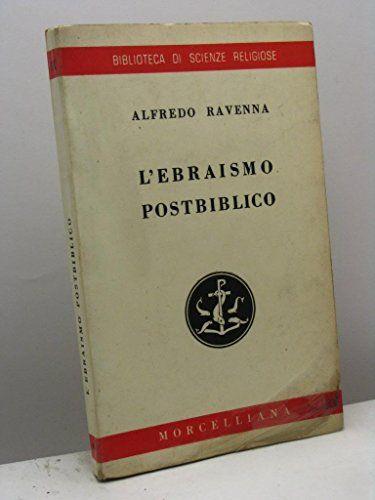 BIBLIOTECA DI SCIENZE RELIGIOSE
ALFREDO RAVENNA
L'EBRAISMO
POSTBIBLICO
MORCELLIANA
L'EBRAISMO POSTBIBLICO